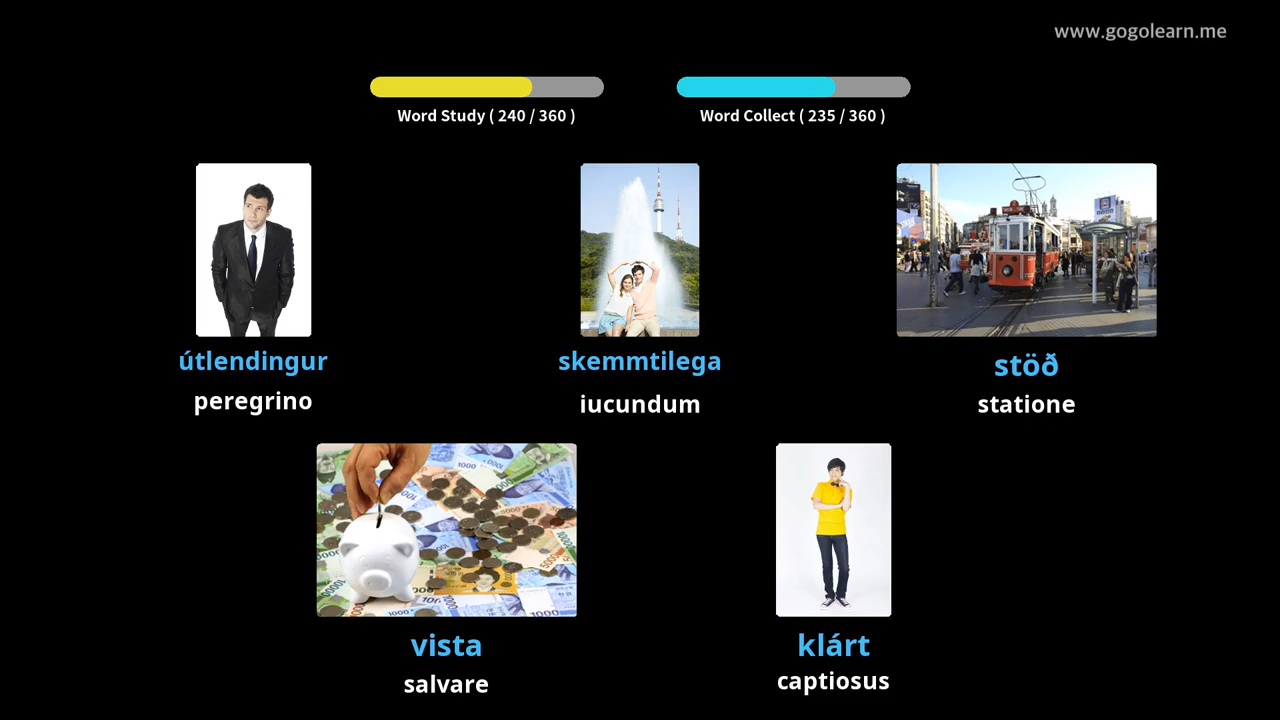 www.gogolearn.me
Word Study ( 240 / 360 )
Word Collect ( 235 / 360 )
útlendingur
peregrino
skemmtilega
iucundum
stöð
statione
vista
salvare
klárt
captiosus